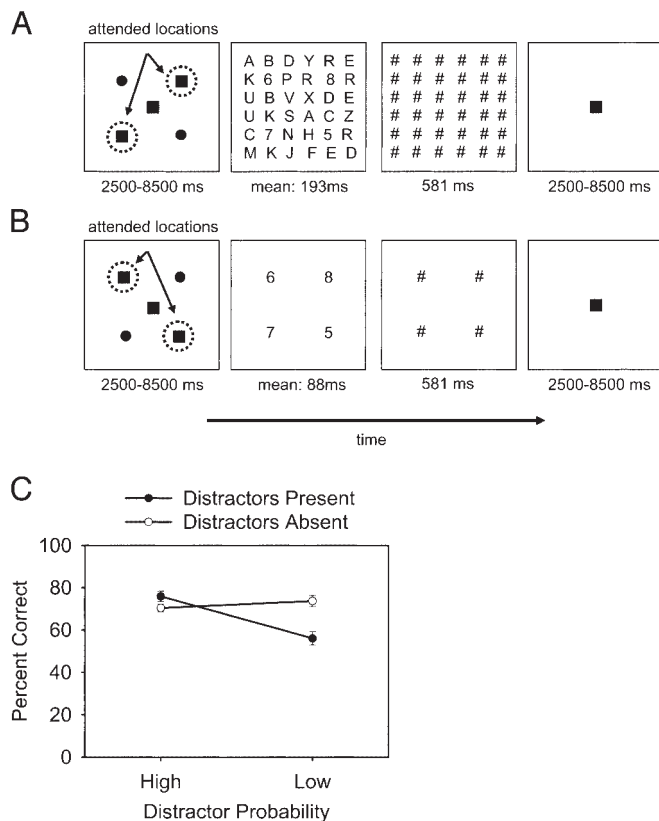 A
attended locations
A B D Y R E
K 6 P R 8 R
U B V X D E
U K S A C Z
C 7 N H 5 R
M K J F E D
# # # # # #
# # # # # #
# # # # # #
# # # # # #
# # # # # #
# # # # # #
2500-8500 ms
mean: 193ms
581 ms
2500-8500 ms
B
attended locations
6 8
7 5
# #
# #
2500-8500 ms
mean: 88ms
581 ms
2500-8500 ms
time
C
Distractors Present
Distractors Absent
Percent Correct
100
80
60
40
20
0
High Low
Distractor Probability